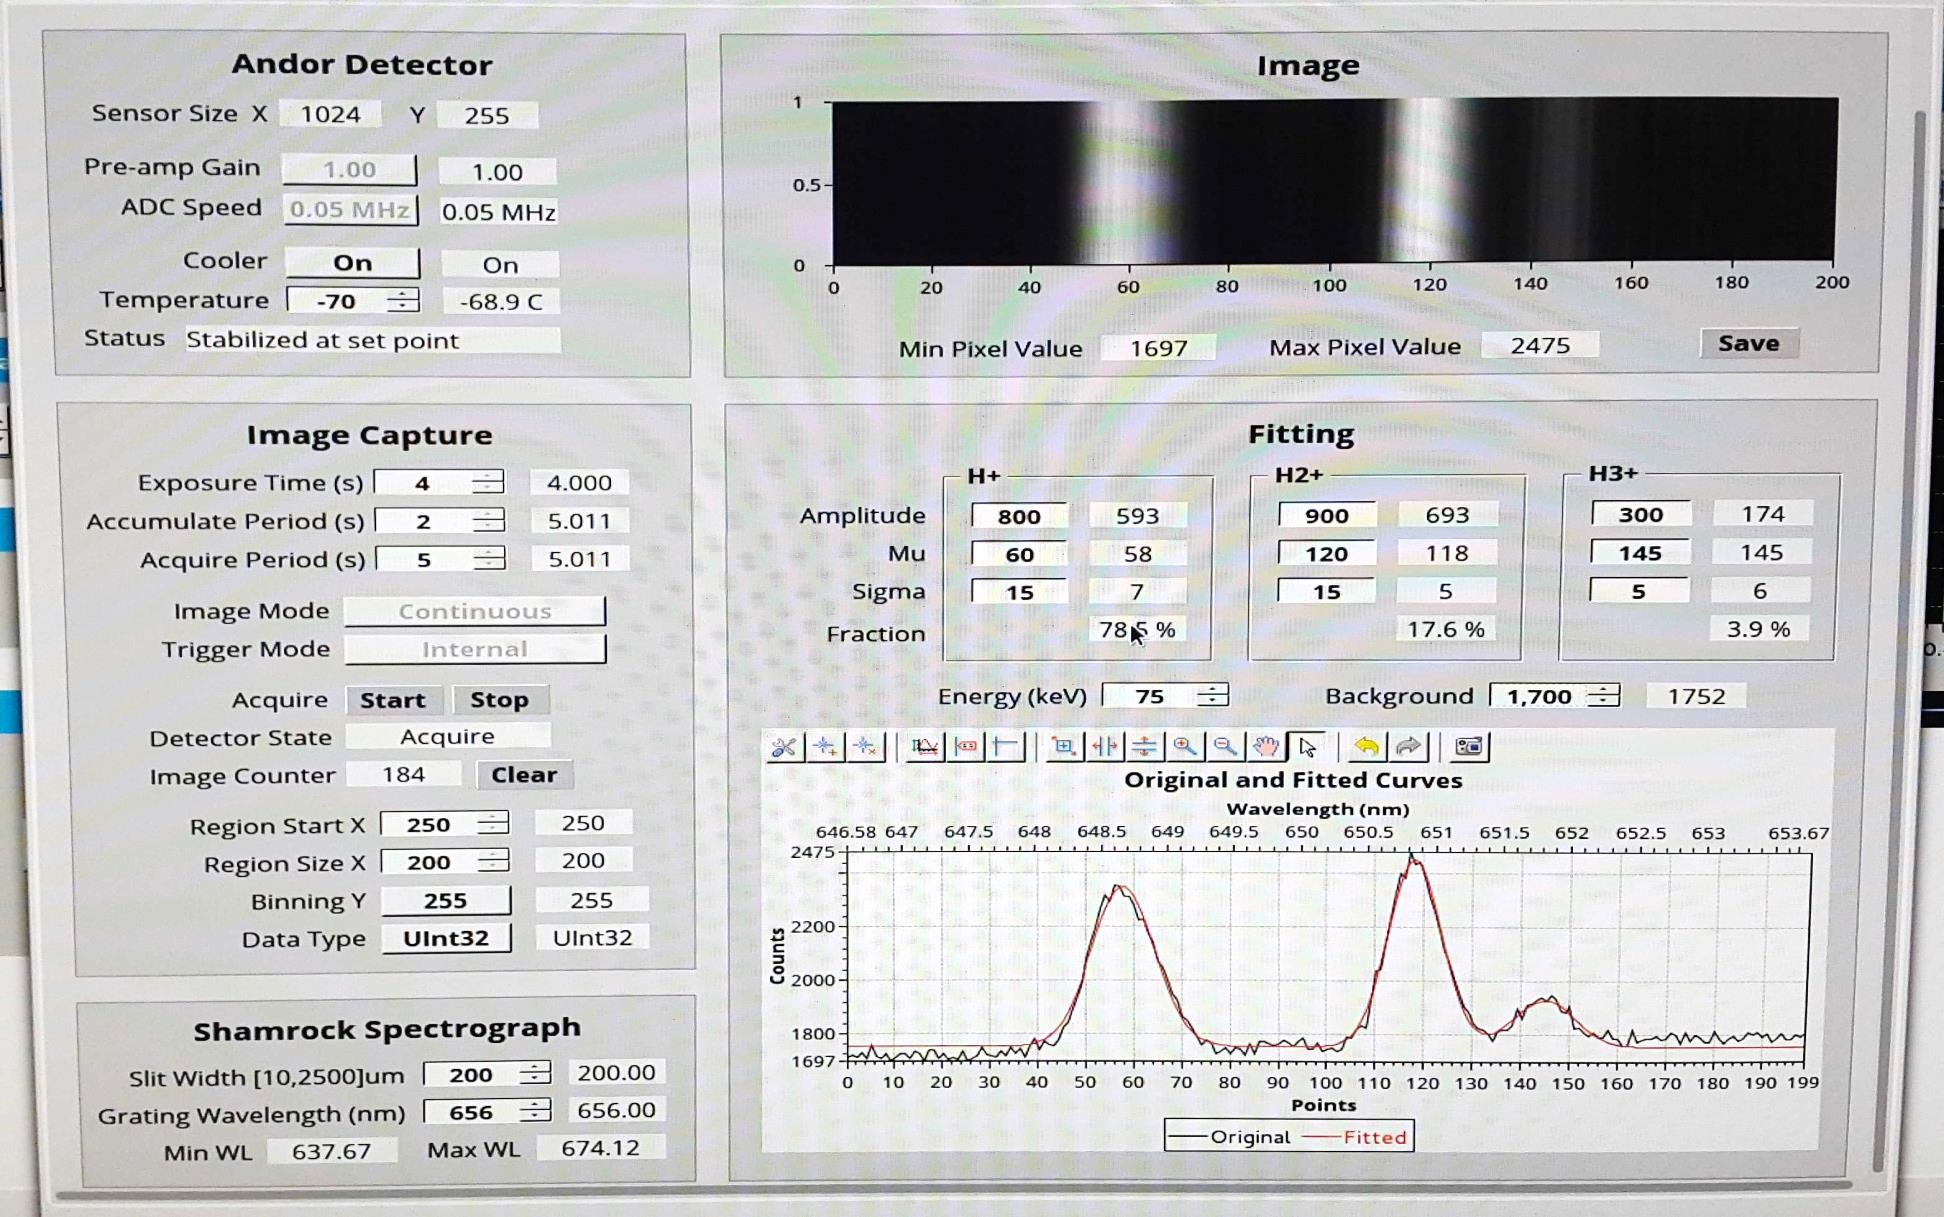 Andor Detector
Sensor Size X 1024 Y 255
Pre-amp Gain 1.00 1.00
ADC Speed 0.05 MHz 0.05 MHz
Cooler On On
Temperature -70 -68.9 C
Status Stabilized at set point
Image
1
0.5
0
0 20 40 60 80 100 120 140 160 180 200
Min Pixel Value 1697 Max Pixel Value 2475 Save
Image Capture
Exposure Time (s) 4 4.000
Accumulate Period (s) 2 5.011
Acquire Period (s) 5 5.011
Image Mode Continuous
Trigger Mode Internal
Acquire Start Stop
Detector State Acquire
Image Counter 184 Clear
Region Start X 250 250
Region Size X 200 200
Binning Y 255 255
Data Type UInt32 UInt32
Fitting
H+ H2+ H3+
Amplitude 800 593 900 693 300 174
Mu 60 58 120 118 145 145
Sigma 15 7 15 5 5 6
Fraction 78.5 % 17.6 % 3.9 %
Energy (keV) 75 Background 1,700 1752
Original and Fitted Curves
Wavelength (nm)
646.58 647 647.5 648 648.5 649 649.5 650 650.5 651 651.5 652 652.5 653 653.67
2475
2200
2000
1800
1697
Counts
0 10 20 30 40 50 60 70 80 90 100 110 120 130 140 150 160 170 180 190 199
Points
Original Fitted
Shamrock Spectrograph
Slit Width [10,2500]um 200 200.00
Grating Wavelength (nm) 656 656.00
Min WL 637.67 Max WL 674.12